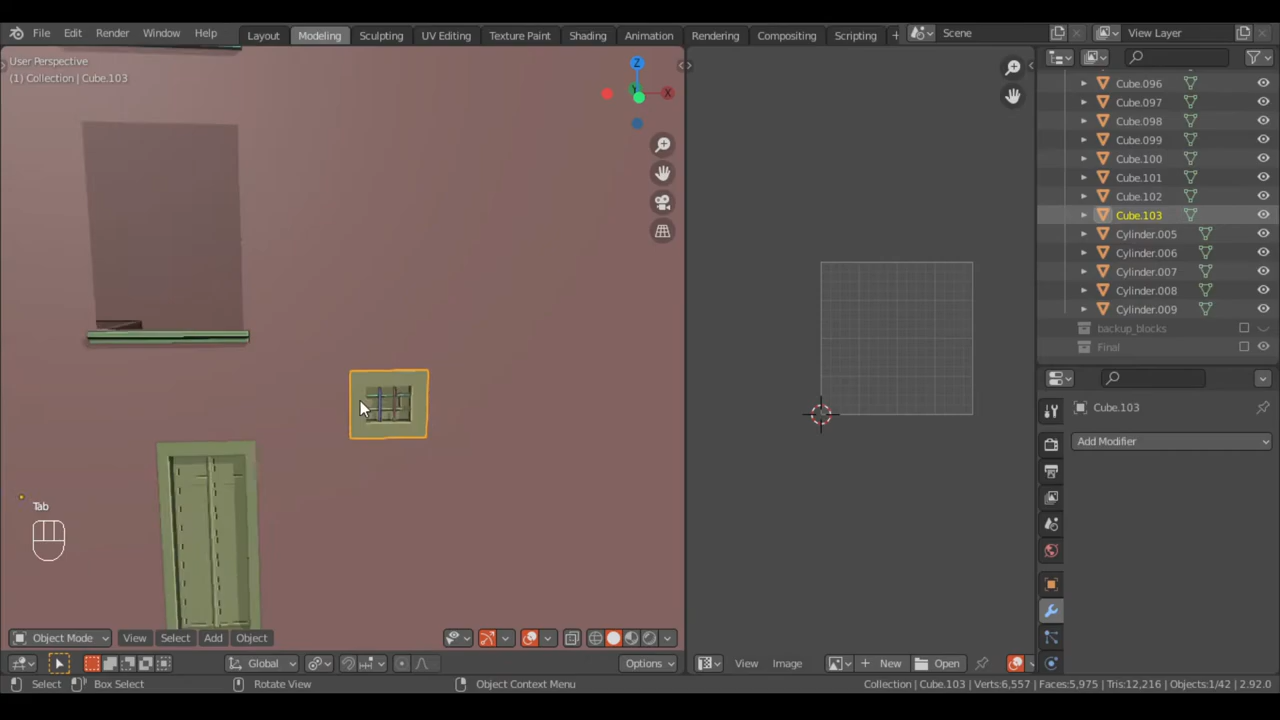 File Edit Render Window Help
Layout Modeling Sculpting UV Editing Texture Paint Shading Animation Rendering Compositing Scripting +
Scene
View Layer
User Perspective
(1) Collection | Cube.103
Z
Y
X
Cube.096
Cube.097
Cube.098
Cube.099
Cube.100
Cube.101
Cube.102
Cube.103
Cylinder.005
Cylinder.006
Cylinder.007
Cylinder.008
Cylinder.009
backup_blocks
Final
Cube.103
Add Modifier
Tab
Object Mode View Select Add Object
Global Options
View Image New Open
Select Box Select Rotate View Object Context Menu
Collection | Cube.103 | Verts:6,557 | Faces:5,975 | Tris:12,216 | Objects:1/42 | 2.92.0